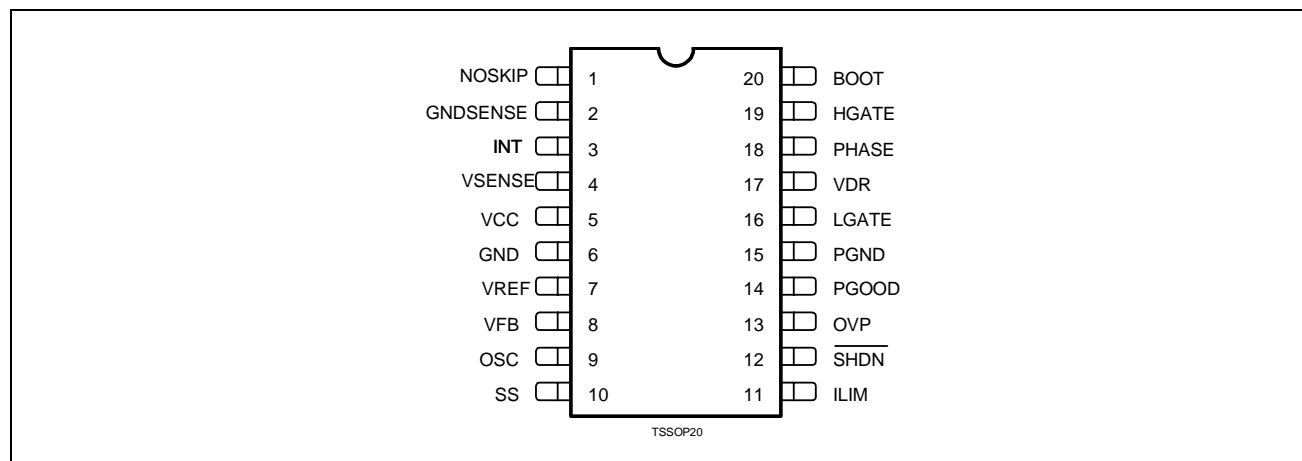 NOSKIP 1 20 BOOT
GNDSENSE 2 19 HGATE
INT 3 18 PHASE
VSENSE 4 17 VDR
VCC 5 16 LGATE
GND 6 15 PGND
VREF 7 14 PGOOD
VFB 8 13 OVP
OSC 9 12 SHDN
SS 10 11 ILIM
TSSOP20